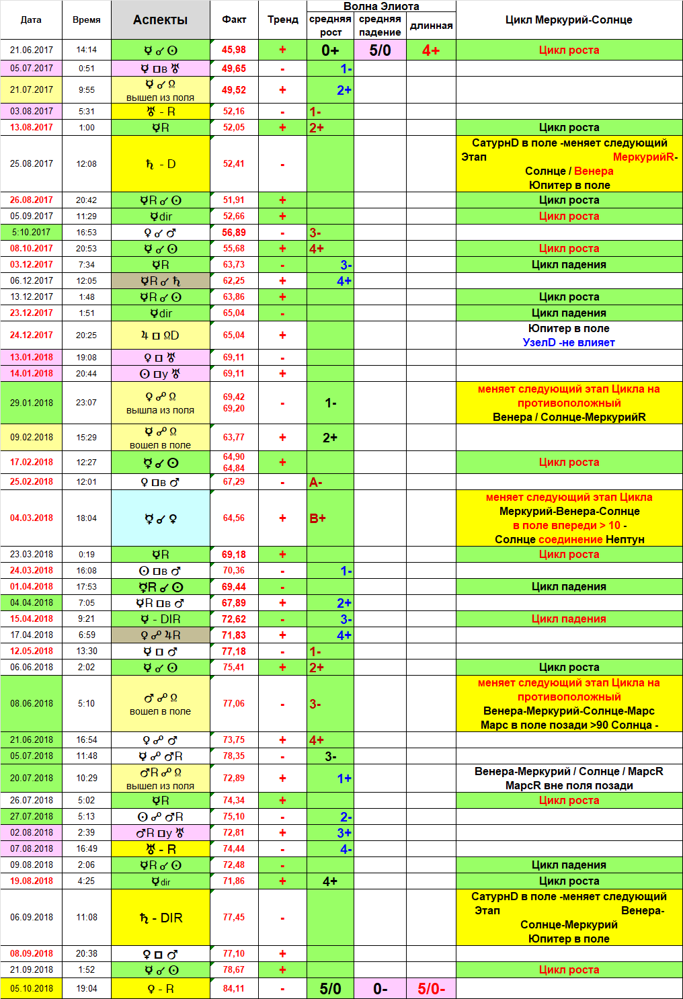 Дата Время Аспекты Факт Тренд Волна Элиота Цикл Меркурий-Солнце
средняя рост средняя падение длинная
21.06.2017 14:14 ☿ ☌ ☉ 45,98 + 0+ 5/0 4+ Цикл роста
05.07.2017 0:51 ☿ □в ♅ 49,65 - 1-
21.07.2017 9:55 ☿ ☌ ☊ 49,52 + 2+
вышел из поля
03.08.2017 5:31 ♅ - R 52,16 - 1-
13.08.2017 1:00 ☿R 52,05 + 2+ Цикл роста
25.08.2017 12:08 ♄ - D 52,41 - СатурнD в поле -меняет следующий
Этап МеркурийR-
Солнце / Венера
Юпитер в поле
26.08.2017 20:42 ☿R ☌ ☉ 51,91 + Цикл роста
05.09.2017 11:29 ☿dir 52,66 + Цикл роста
5:10.2017 16:53 ♀ ☌ ♂ 56,89 - 3-
08.10.2017 20:53 ☿ ☌ ☉ 55,68 + 4+ Цикл роста
03.12.2017 7:34 ☿R 63,73 - 3- Цикл падения
06.12.2017 12:05 ☿R ☌ ♄ 62,25 + 4+
13.12.2017 1:48 ☿R ☌ ☉ 63,86 + Цикл роста
23.12.2017 1:51 ☿dir 65,04 - Цикл падения
24.12.2017 20:25 ♃ □ ☊D 65,04 + Юпитер в поле
УзелD -не влияет
13.01.2018 19:08 ♀ □ ♅ 69,11 -
14.01.2018 20:44 ☉ □у ♅ 69,11 +
29.01.2018 23:07 ♀ ☍ ☊ 69,42 - 1- меняет следующий этап Цикла на
вышла из поля 69,20 противоположный
Венера / Солнце-МеркурийR
09.02.2018 15:29 ☿ ☍ ☊ 63,77 + 2+
вошел в поле
17.02.2018 12:27 ☿ ☌ ☉ 64,90 + Цикл роста
64,84
25.02.2018 12:01 ♀ □в ♂ 67,29 - A-
04.03.2018 18:04 ☿ ☌ ♀ 64,56 + B+ меняет следующий этап Цикла
Меркурий-Венера-Солнце
в поле впереди > 10 -
Солнце соединение Нептун
23.03.2018 0:19 ☿R 69,18 + Цикл роста
24.03.2018 16:08 ☉ □в ♂ 70,36 - 1-
01.04.2018 17:53 ☿R ☌ ☉ 69,44 - Цикл падения
04.04.2018 7:05 ☿R □в ♂ 67,89 + 2+
15.04.2018 9:21 ☿ - DIR 72,62 - 3- Цикл падения
17.04.2018 6:59 ♀ ☍ ♃R 71,83 + 4+
12.05.2018 13:30 ☿ □ ♂ 77,18 - 1-
06.06.2018 2:02 ☿ ☌ ☉ 75,41 + 2+ Цикл роста
08.06.2018 5:10 ♂ ☍ ☊ 77,06 - 3- меняет следующий этап Цикла на
вошел в поле противоположный
Венера-Меркурий-Солнце-Марс
Марс в поле позади >90 Солнца -
21.06.2018 16:54 ♀ ☍ ♂ 73,75 + 4+
05.07.2018 11:48 ☿ ☍ ♂R 78,35 - 3-
20.07.2018 10:29 ♂R ☍ ☊ 72,89 + 1+ Венера-Меркурий / Солнце / МарсR
вышел из поля МарсR вне поля позади
26.07.2018 5:02 ☿R 74,34 + Цикл роста
27.07.2018 5:13 ☉ ☍ ♂R 75,10 - 2-
02.08.2018 2:39 ♂R □у ♅ 72,81 + 3+
07.08.2018 16:49 ♅ - R 74,44 - 4-
09.08.2018 2:06 ☿R ☌ ☉ 72,48 - Цикл падения
19.08.2018 4:25 ☿dir 71,86 + 4+ Цикл роста
06.09.2018 11:08 ♄ - DIR 77,45 - СатурнD в поле -меняет следующий
Этап Венера-
Солнце-Меркурий
Юпитер в поле
08.09.2018 20:38 ♀ □ ♂ 77,10 +
21.09.2018 1:52 ☿ ☌ ☉ 78,67 + Цикл роста
05.10.2018 19:04 ♀ - R 84,11 - 5/0 0- 5/0-